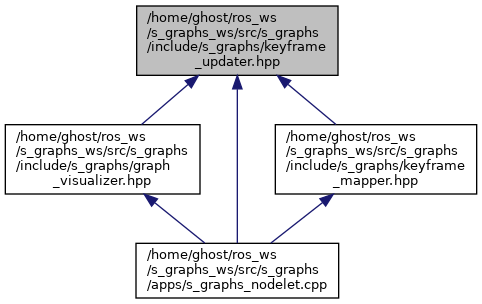 /home/ghost/ros_ws
/s_graphs_ws/src/s_graphs
/include/s_graphs/keyframe
_updater.hpp
/home/ghost/ros_ws
/s_graphs_ws/src/s_graphs
/include/s_graphs/graph
_visualizer.hpp
/home/ghost/ros_ws
/s_graphs_ws/src/s_graphs
/include/s_graphs/keyframe
_mapper.hpp
/home/ghost/ros_ws
/s_graphs_ws/src/s_graphs
/apps/s_graphs_nodelet.cpp